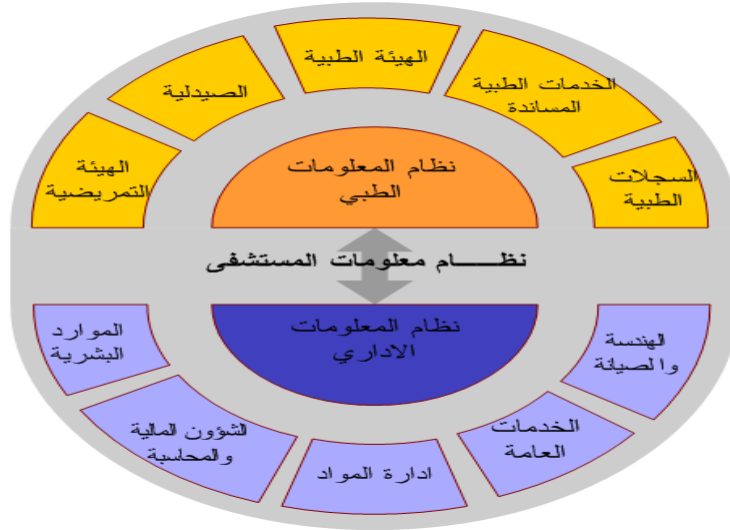 الهيئة الطبية
الخدمات الطبية
المساندة
الصيدلية
السجلات
الطبية
الهيئة
التمريضية
نظام المعلومات
الطبي
نظـــــام معلومات المستشفى
نظام المعلومات
الاداري
الموارد
البشرية
الهندسة
والصيانة
الشؤون المالية
والمحاسبة
الخدمات
العامة
ادارة المواد